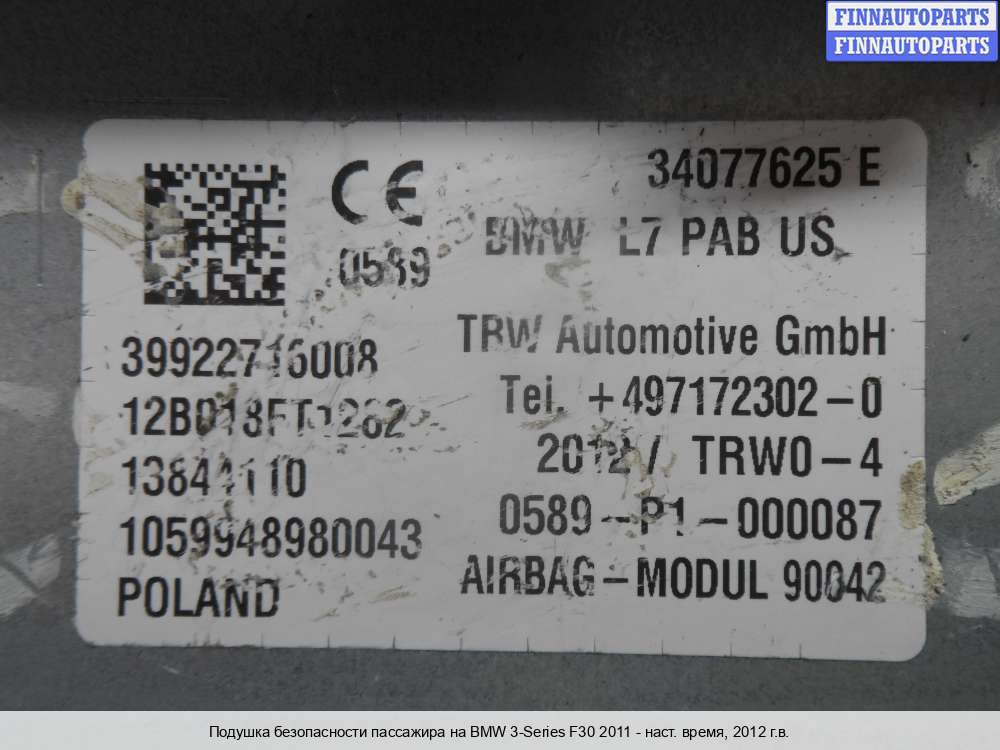 FINNAUTOPARTS
FINNAUTOPARTS
34077625 E
CE
0589
BMW L7 PAB US
TRW Automotive GmbH
39922716008
Tel. +497172302-0
12B018FT1262
2012 / TRW0-4
13844110
0589-P1-000087
1059948980043
AIRBAG-MODUL 90042
POLAND
Подушка безопасности пассажира на BMW 3-Series F30 2011 - наст. время, 2012 г.в.